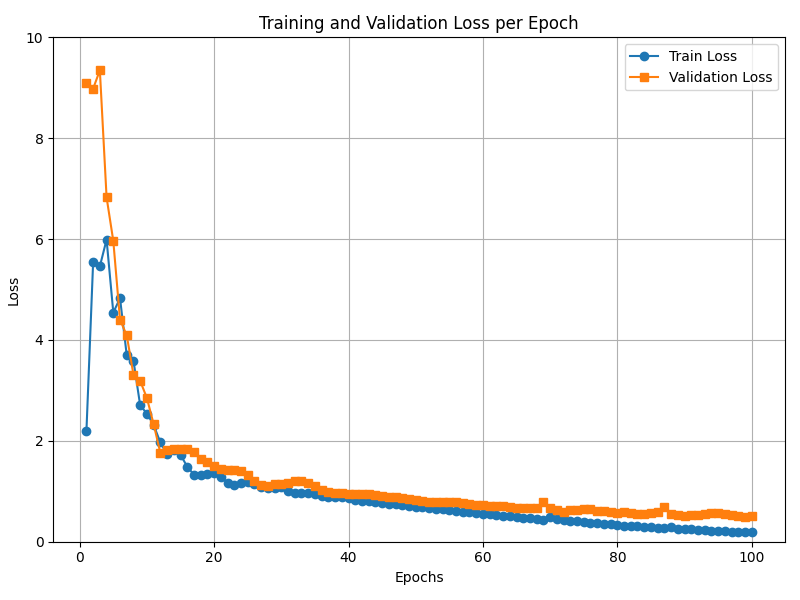 Training and Validation Loss per Epoch
Train Loss
Validation Loss
Loss
10
8
6
4
2
0
0 20 40 60 80 100
Epochs